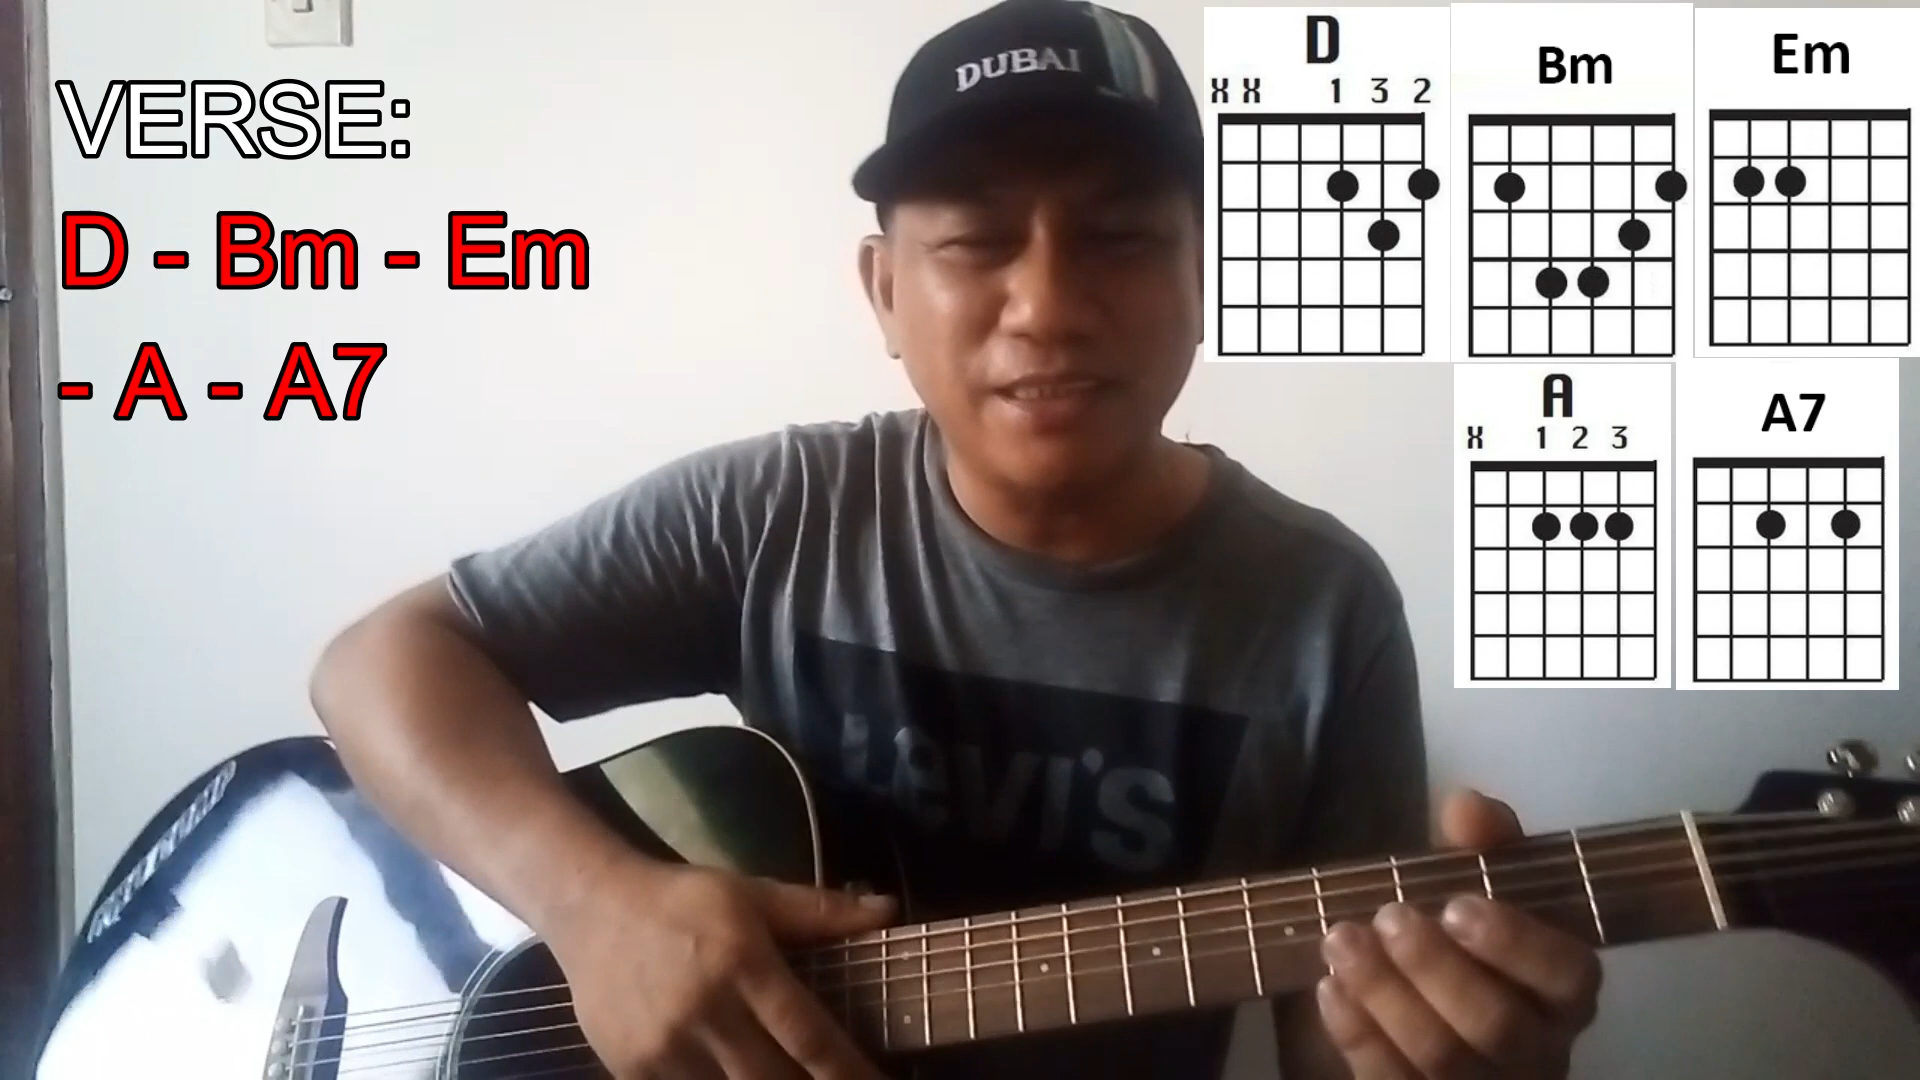 VERSE:
D - Bm - Em
- A - A7
DUBAI
LEVI'S
D
X X 1 3 2
Bm
Em
A
X 1 2 3
A7